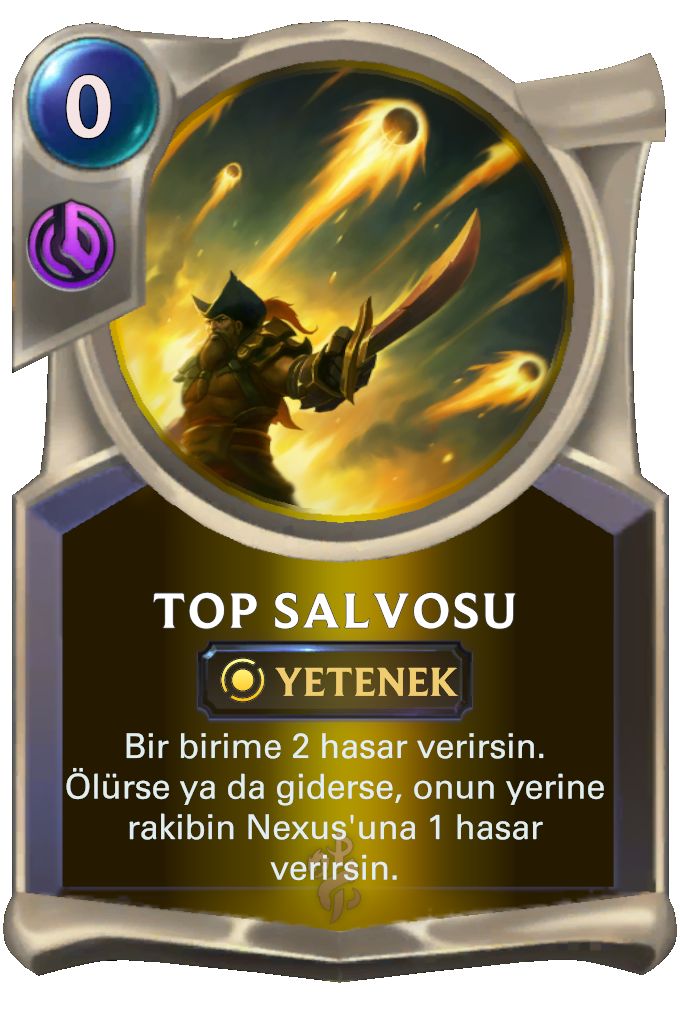 0
TOP SALVOSU
YETENEK
Bir birime 2 hasar verirsin.
Ölürse ya da giderse, onun yerine
rakibin Nexus'una 1 hasar
verirsin.